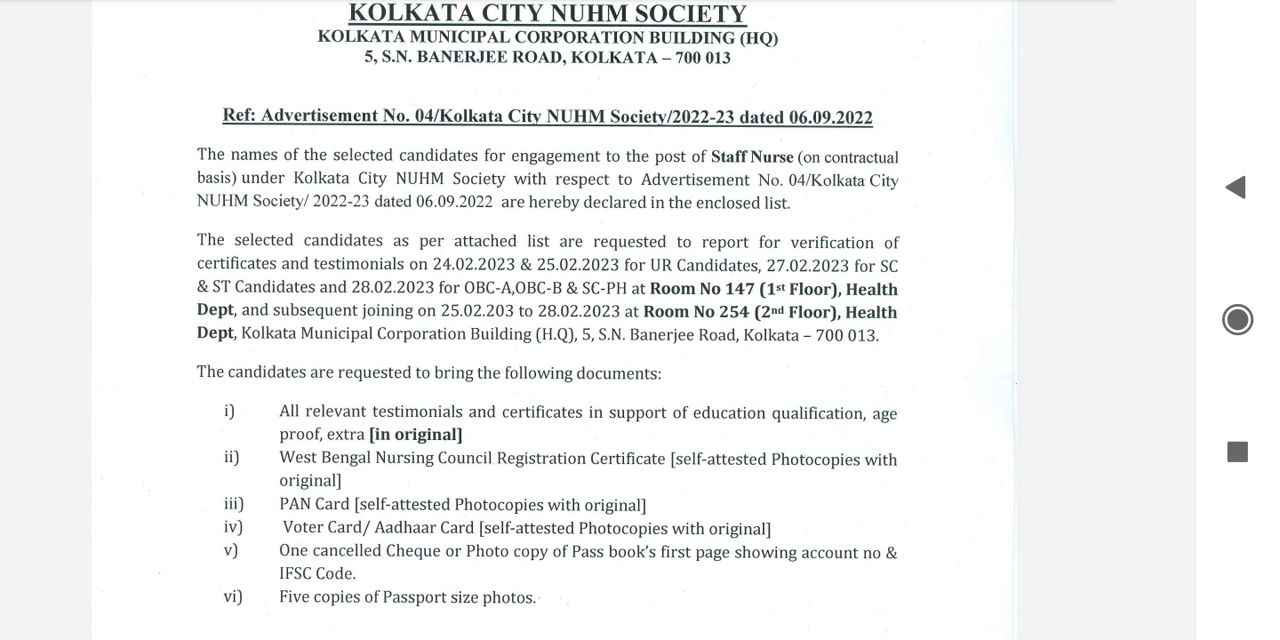 KOLKATA CITY NUHM SOCIETY
KOLKATA MUNICIPAL CORPORATION BUILDING (HQ)
5, S.N. BANERJEE ROAD, KOLKATA – 700 013
Ref: Advertisement No. 04/Kolkata City NUHM Society/2022-23 dated 06.09.2022
The names of the selected candidates for engagement to the post of Staff Nurse (on contractual
basis) under Kolkata City NUHM Society with respect to Advertisement No. 04/Kolkata City
NUHM Society/ 2022-23 dated 06.09.2022 are hereby declared in the enclosed list.
The selected candidates as per attached list are requested to report for verification of
certificates and testimonials on 24.02.2023 & 25.02.2023 for UR Candidates, 27.02.2023 for SC
& ST Candidates and 28.02.2023 for OBC-A,OBC-B & SC-PH at Room No 147 (1st Floor), Health
Dept, and subsequent joining on 25.02.203 to 28.02.2023 at Room No 254 (2nd Floor), Health
Dept, Kolkata Municipal Corporation Building (H.Q), 5, S.N. Banerjee Road, Kolkata – 700 013.
The candidates are requested to bring the following documents:
i) All relevant testimonials and certificates in support of education qualification, age
proof, extra [in original]
ii) West Bengal Nursing Council Registration Certificate [self-attested Photocopies with
original]
iii) PAN Card [self-attested Photocopies with original]
iv) Voter Card/ Aadhaar Card [self-attested Photocopies with original]
v) One cancelled Cheque or Photo copy of Pass book's first page showing account no &
IFSC Code.
vi) Five copies of Passport size photos.